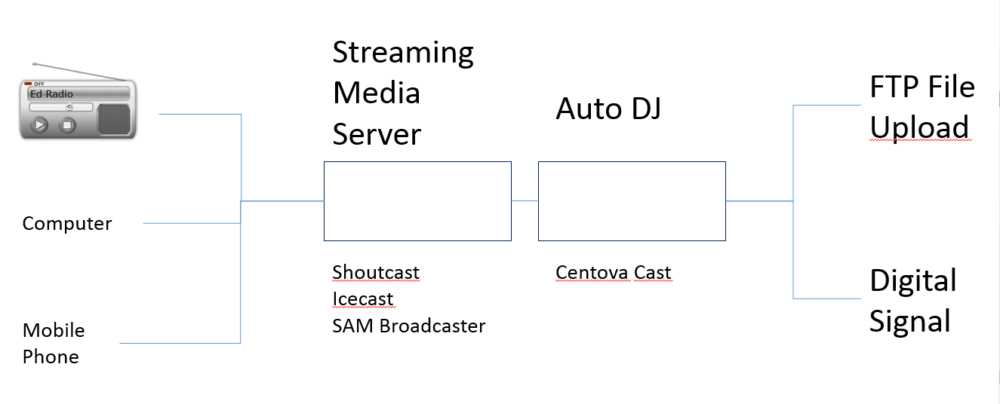 OFF
Ed Radio
Computer
Mobile
Phone
Streaming
Media
Server
Shoutcast
Icecast
SAM Broadcaster
Auto DJ
Centova Cast
FTP File
Upload
Digital
Signal